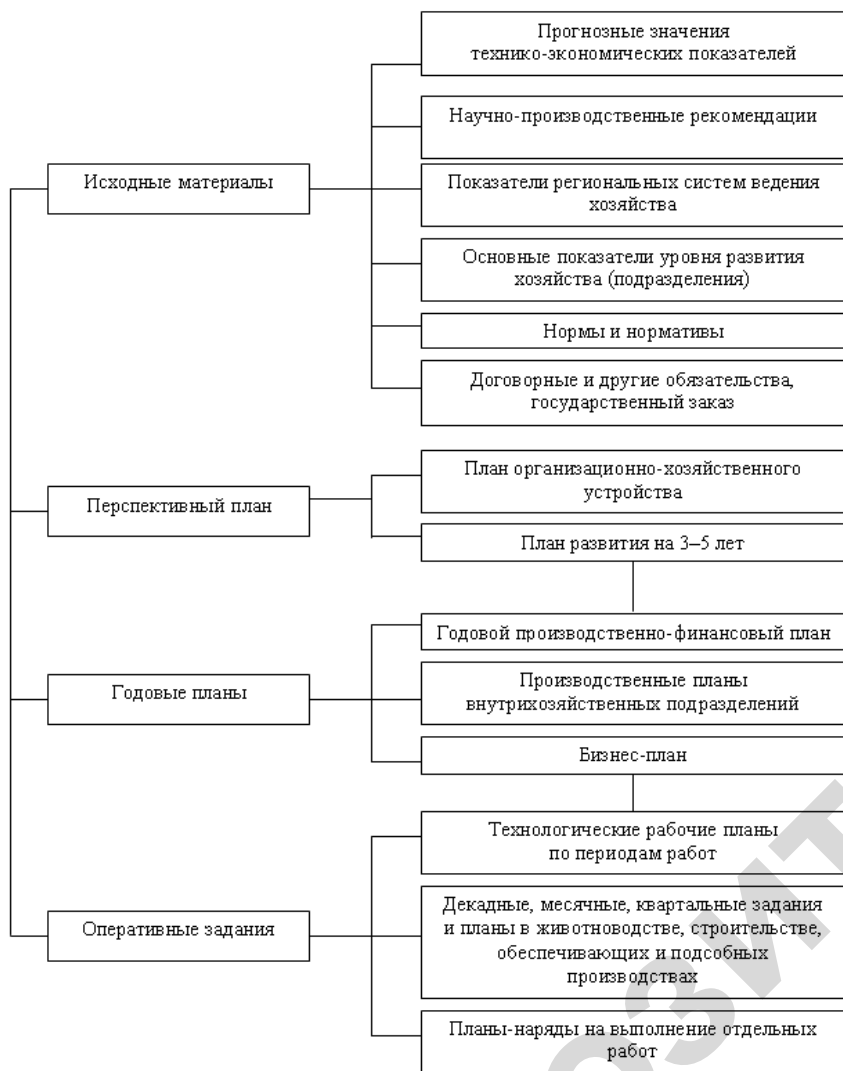 Прогнозные значения
технико-экономических показателей
Научно-производственные рекомендации
Исходные материалы
Показатели региональных систем ведения
хозяйства
Основные показатели уровня развития
хозяйства (подразделения)
Нормы и нормативы
Договорные и другие обязательства,
государственный заказ
Перспективный план
План организационно-хозяйственного
устройства
План развития на 3–5 лет
Годовые планы
Годовой производственно-финансовый план
Производственные планы
внутрихозяйственных подразделений
Бизнес-план
Оперативные задания
Технологические рабочие планы
по периодам работ
Декадные, месячные, квартальные задания
и планы в животноводстве, строительстве,
обеспечивающих и подсобных
производствах
Планы-наряды на выполнение отдельных
работ